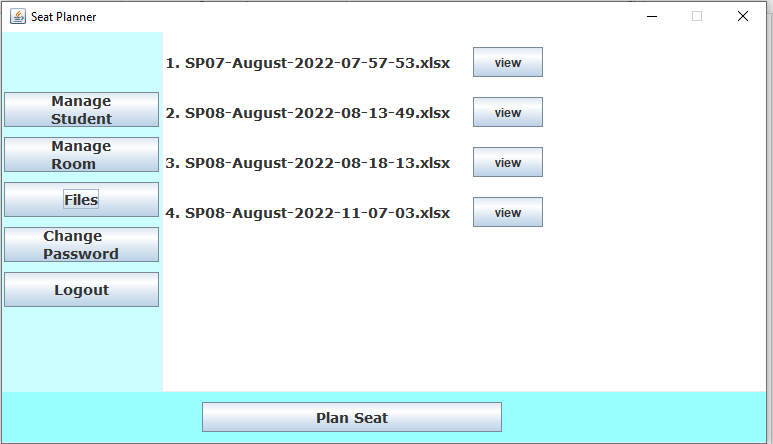 Seat Planner
1. SP07-August-2022-07-57-53.xlsx view
Manage
Student
2. SP08-August-2022-08-13-49.xlsx view
Manage
Room
3. SP08-August-2022-08-18-13.xlsx view
Files
4. SP08-August-2022-11-07-03.xlsx view
Change
Password
Logout
Plan Seat